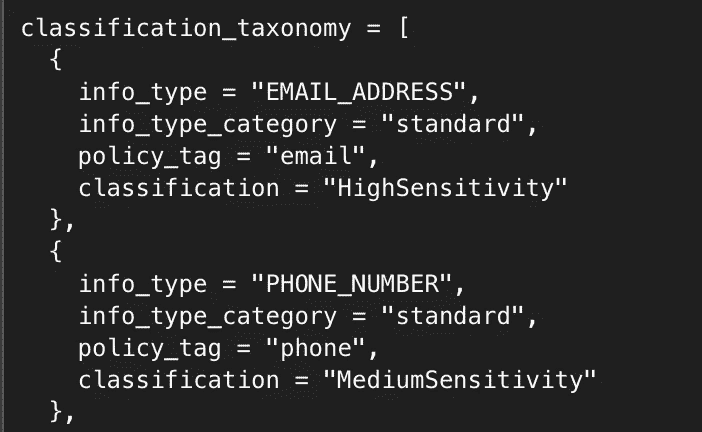 classification_taxonomy = [
{
info_type = "EMAIL_ADDRESS",
info_type_category = "standard",
policy_tag = "email",
classification = "HighSensitivity"
},
{
info_type = "PHONE_NUMBER",
info_type_category = "standard",
policy_tag = "phone",
classification = "MediumSensitivity"
},